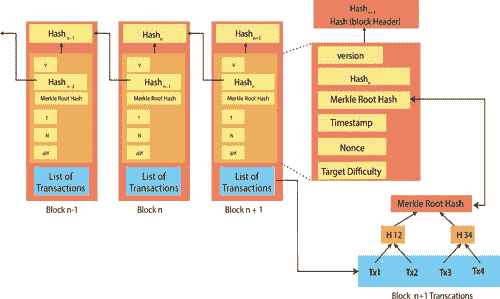 Hash n-1
V
Hash n-2
Merkle Root Hash
T
N
diff
List of
Transactions
Block n-1
Hash n
V
Hash n-1
Merkle Root Hash
T
N
diff
List of
Transactions
Block n
Hash n+1
V
Hash n
Merkle Root Hash
T
N
diff
List of
Transactions
Block n + 1
Hash n+1
Hash (block Header)
version
Hash n
Merkle Root Hash
Timestamp
Nonce
Target Difficulty
Merkle Root Hash
H 12
H 34
Tx1
Tx2
Tx3
Tx4
Block n+1 Transcations